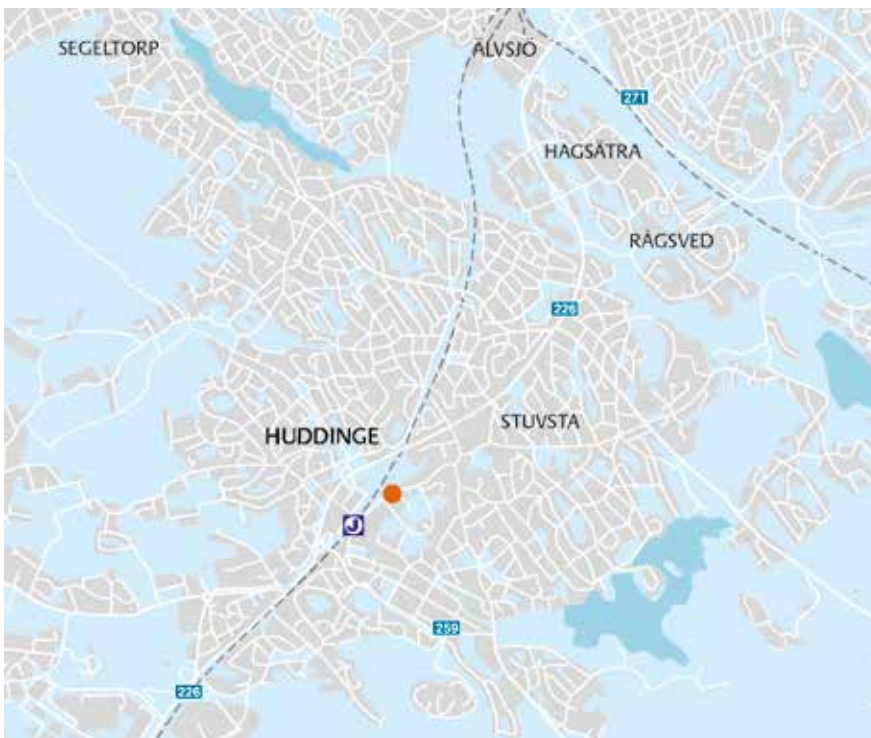 SEGELTORP
ÄLVSJÖ
271
HAGSÄTRA
RÅGSVED
226
STUVSTA
HUDDINGE
J
259
226